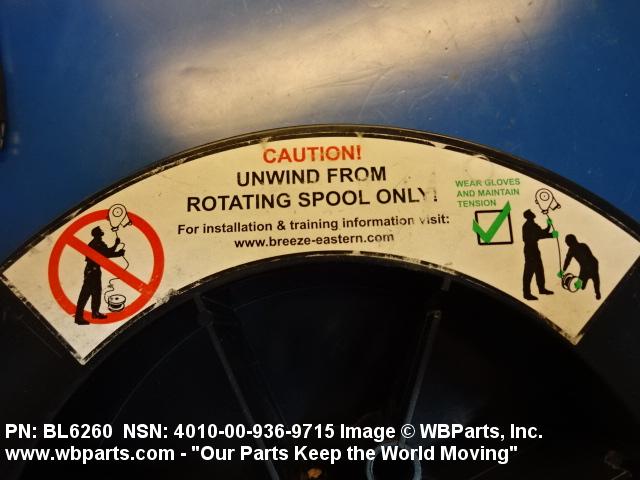 CAUTION!
UNWIND FROM
ROTATING SPOOL ONLY!
For installation & training information visit:
www.breeze-eastern.com
WEAR GLOVES
AND MAINTAIN
TENSION
PN: BL6260 NSN: 4010-00-936-9715 Image © WBParts, Inc.
www.wbparts.com - "Our Parts Keep the World Moving"